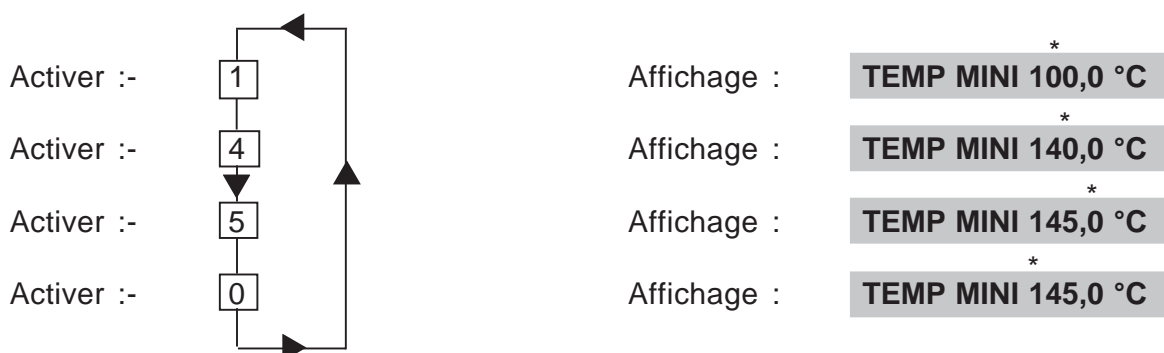 *
Activer :- 1 Affichage : TEMP MINI 100,0 °C
*
Activer :- 4 Affichage : TEMP MINI 140,0 °C
*
Activer :- 5 Affichage : TEMP MINI 145,0 °C
*
Activer :- 0 Affichage : TEMP MINI 145,0 °C